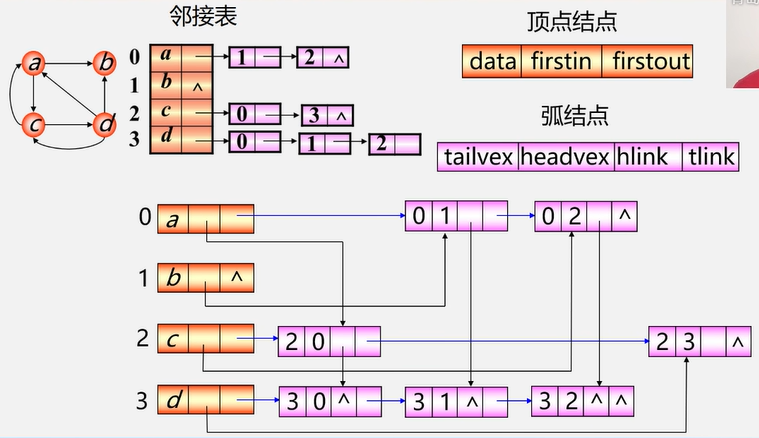 邻接表
顶点结点
a b
c d
0 a 1 2 ^
1 b ^
2 c 0 3 ^
3 d 0 1 2
data firstin firstout
弧结点
tailvex headvex hlink tlink
0 a 0 1 0 2 ^
1 b ^
2 c 2 0 2 3 ^
3 d 3 0 ^ 3 1 ^ 3 2 ^ ^